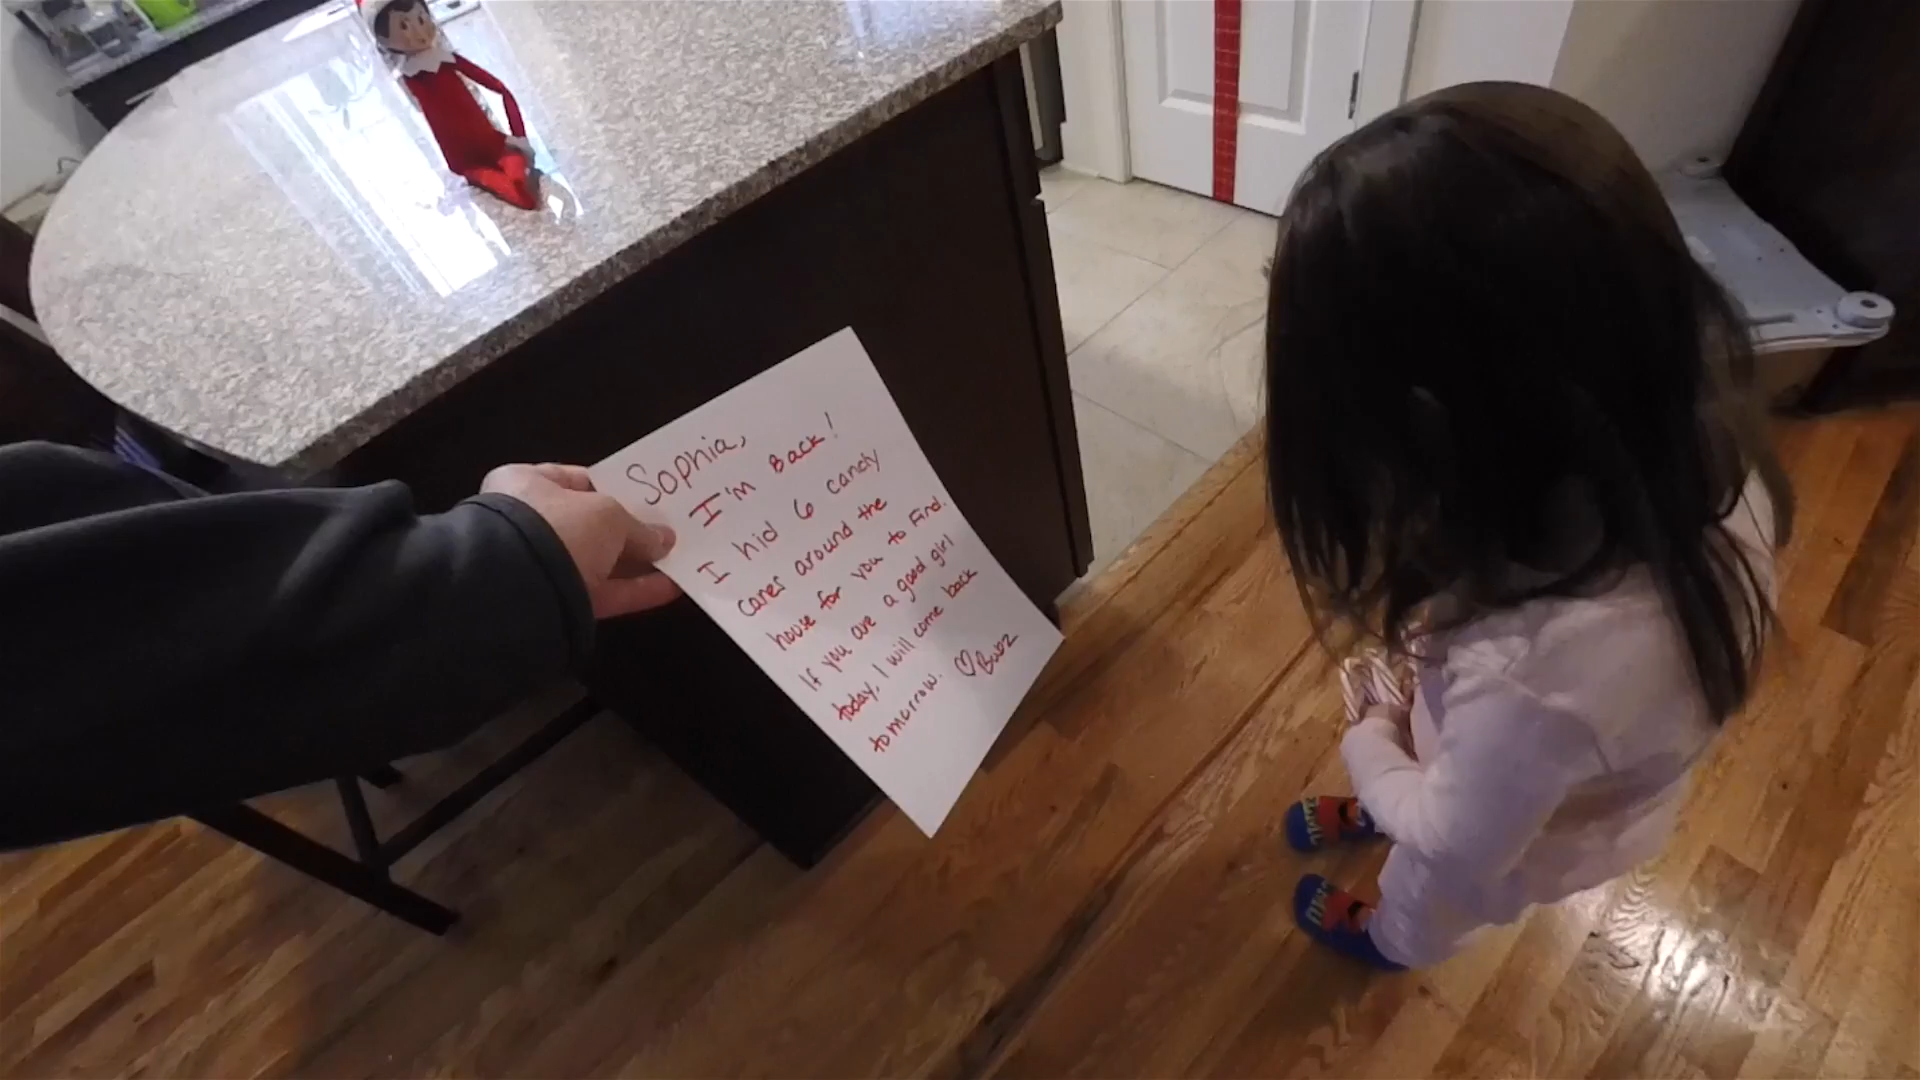 Sophia,
I'm Back!
I hid 6 candy
canes around the
house for you to find.
If you are a good girl
today, I will come back
tomorrow. ♡ Bubz